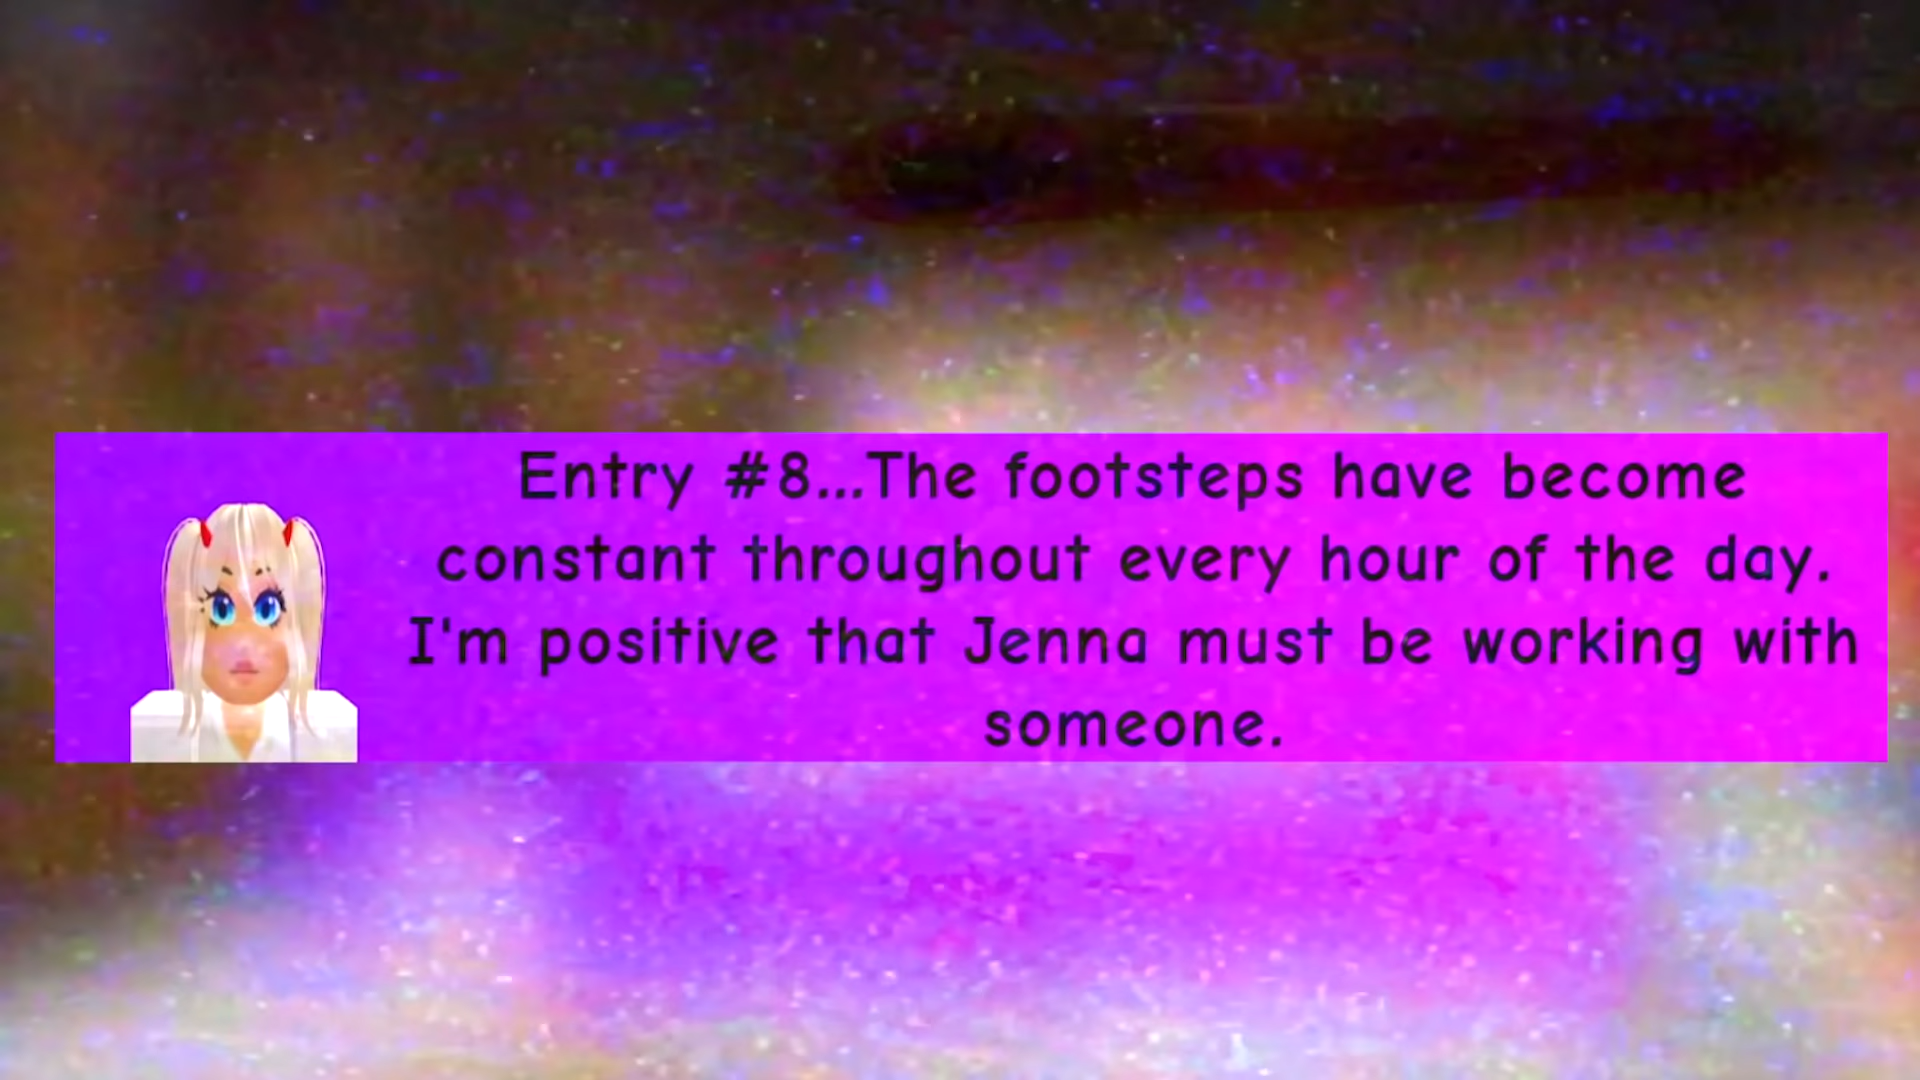 Entry #8...The footsteps have become
constant throughout every hour of the day.
I'm positive that Jenna must be working with
someone.